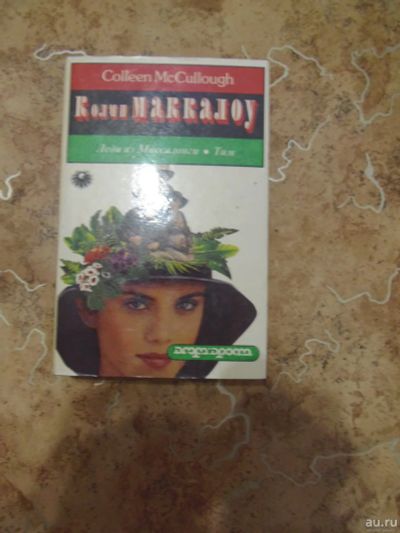 Colleen McCullough
Колин МАККАЛОУ
Леди из Миссалонги • Тим
au.ru